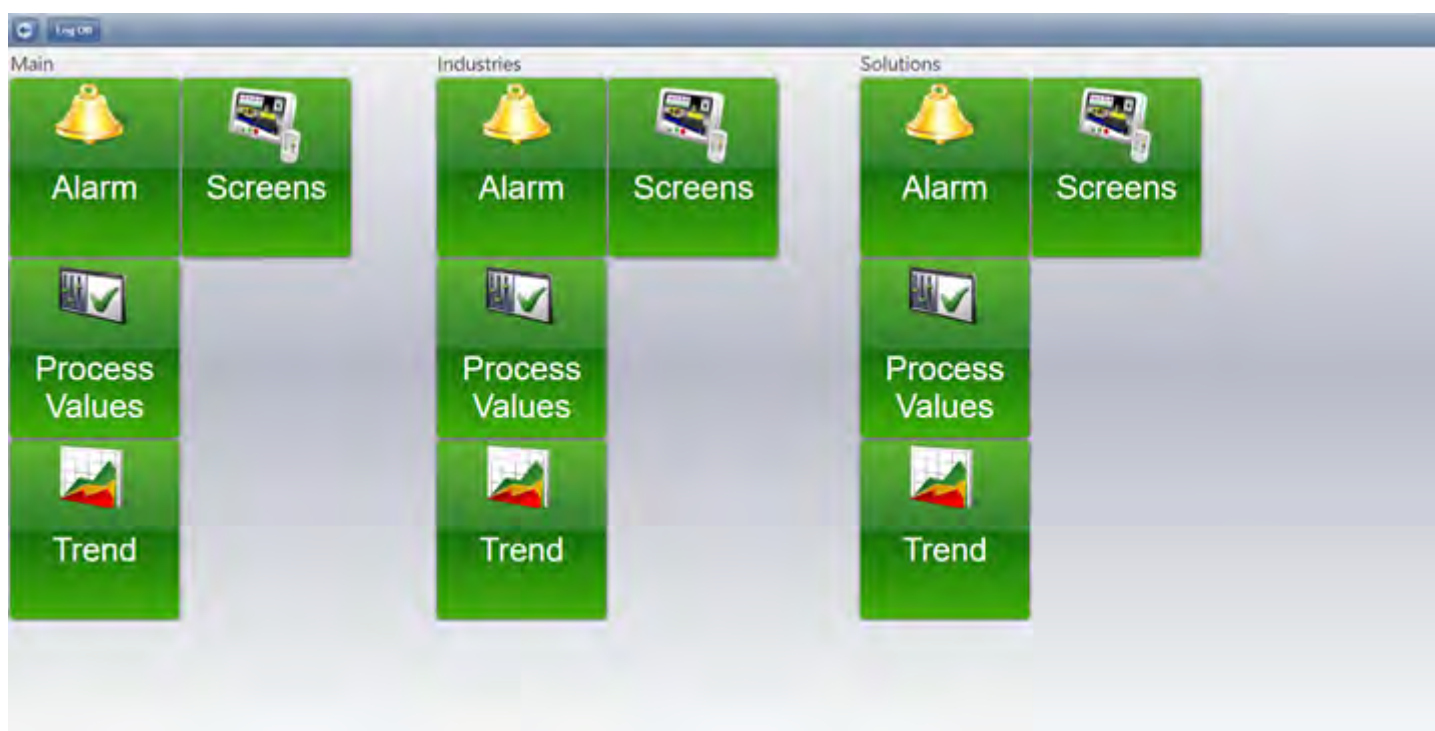 Log Off
Main
Industries
Solutions
Alarm
Screens
Alarm
Screens
Alarm
Screens
Process
Values
Process
Values
Process
Values
Trend
Trend
Trend